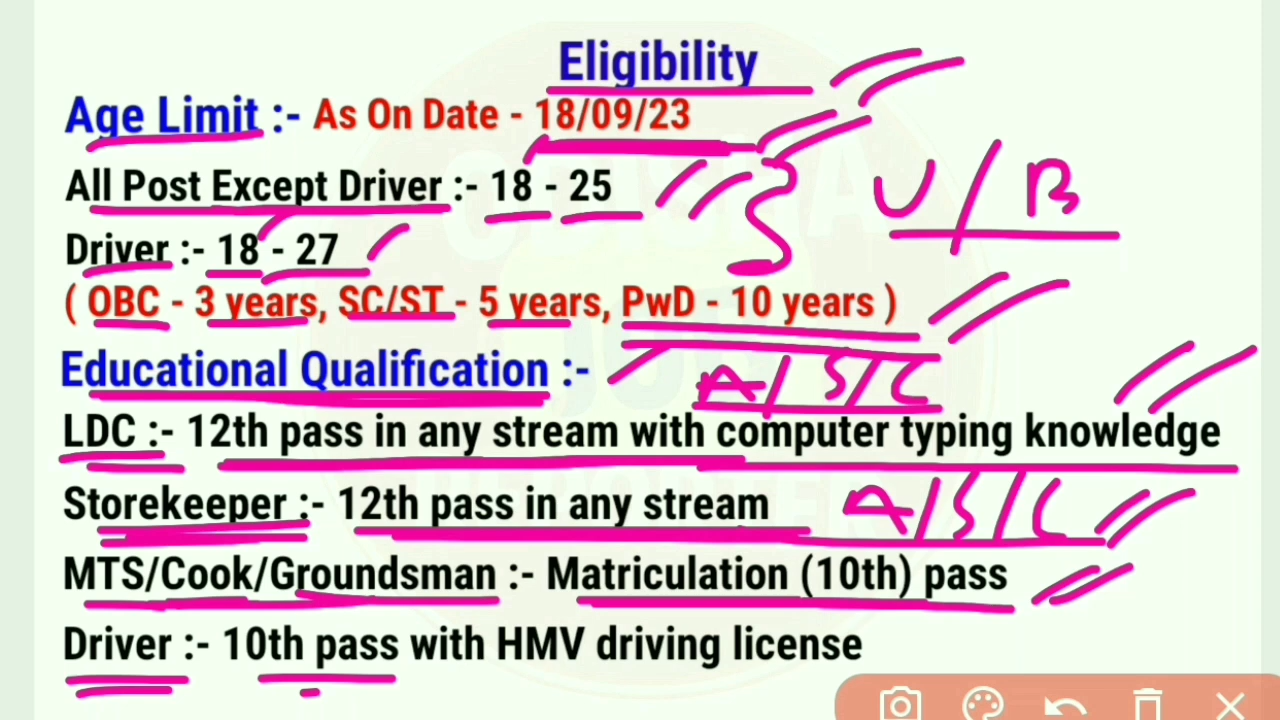 Eligibility
Age Limit :- As On Date - 18/09/23
All Post Except Driver :- 18 - 25
U/B
Driver :- 18 - 27
( OBC - 3 years, SC/ST - 5 years, PwD - 10 years )
Educational Qualification :-
A/S/C
LDC :- 12th pass in any stream with computer typing knowledge
Storekeeper :- 12th pass in any stream A/S/C
MTS/Cook/Groundsman :- Matriculation (10th) pass
Driver :- 10th pass with HMV driving license